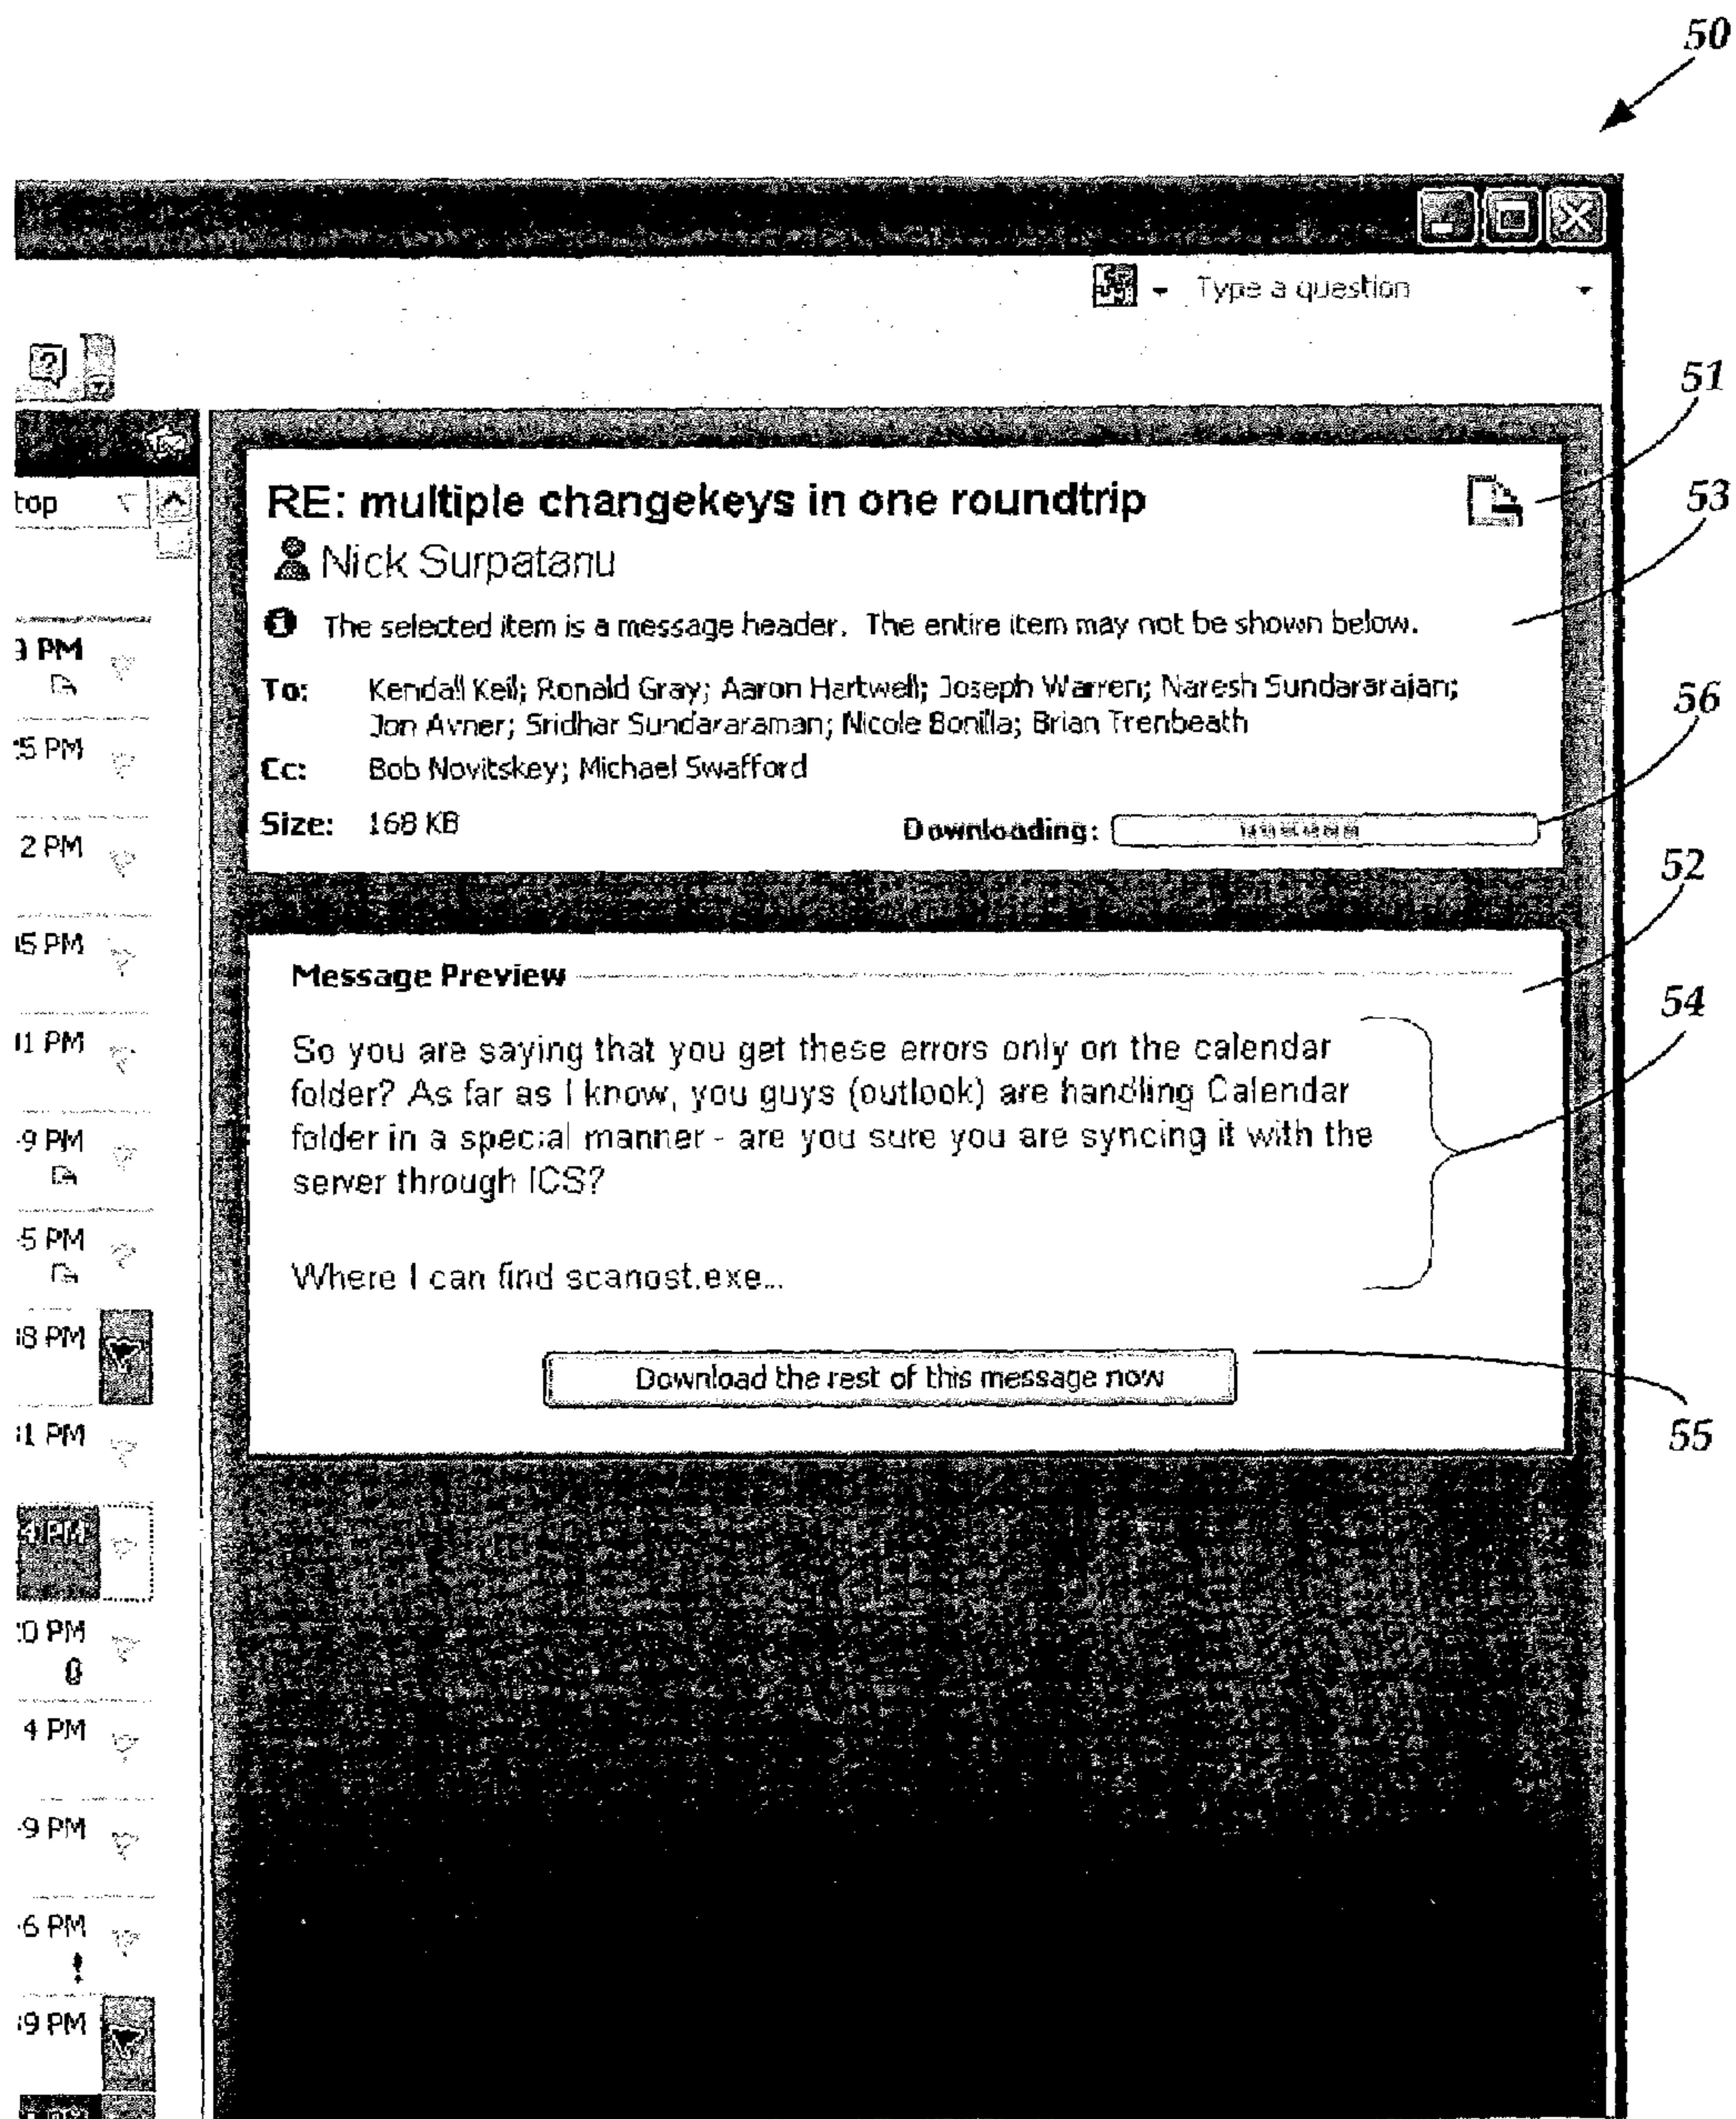 50
Type a question
51
53
56
52
54
55
top
9 PM
:5 PM
2 PM
15 PM
11 PM
-9 PM
-5 PM
18 PM
11 PM
4 PM
:0 PM
4 PM
-9 PM
-6 PM
!
19 PM
RE: multiple changekeys in one roundtrip
Nick Surpatanu
The selected item is a message header. The entire item may not be shown below.
To: Kendall Keil; Ronald Gray; Aaron Hartwell; Joseph Warren; Naresh Sundararajan;
Jon Avner; Sridhar Sundararaman; Nicole Bonilla; Brian Trenbeath
Cc: Bob Novitskey; Michael Swafford
Size: 168 KB Downloading:
Message Preview
So you are saying that you get these errors only on the calendar
folder? As far as I know, you guys (outlook) are handling Calendar
folder in a special manner - are you sure you are syncing it with the
server through ICS?
Where I can find scanost.exe...
Download the rest of this message now